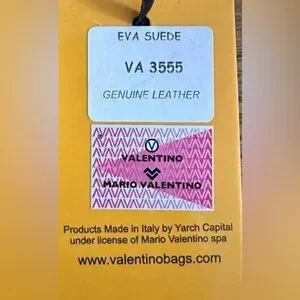 EVA SUEDE
VA 3555
GENUINE LEATHER
V
VALENTINO
MARIO VALENTINO
Products Made in Italy by Yarch Capital
under license of Mario Valentino spa
www.valentinobags.com